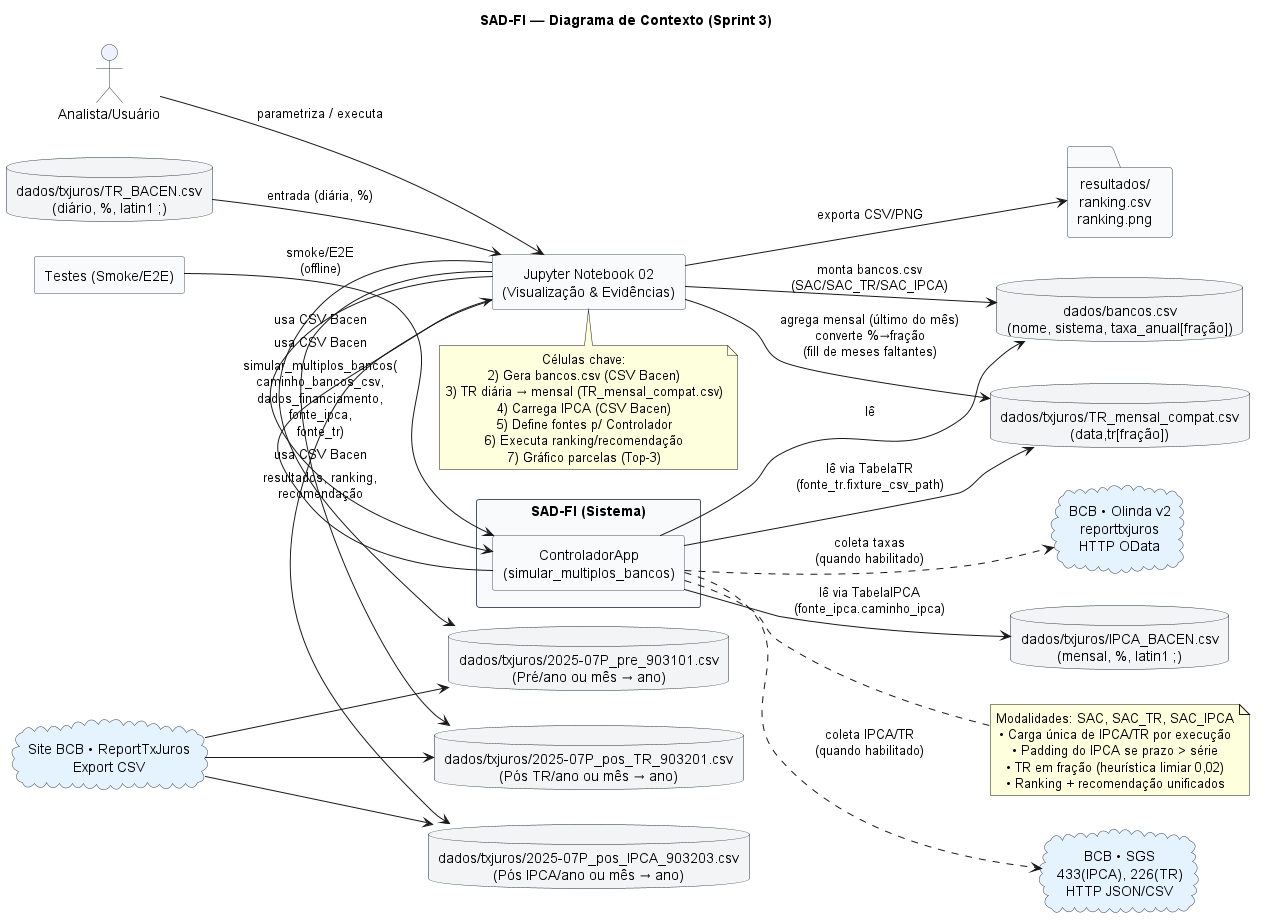 SAD-FI — Diagrama de Contexto (Sprint 3)
Analista/Usuário
parametriza / executa
dados/txjuros/TR_BACEN.csv
(diário, %, latin1 ;)
entrada (diária, %)
Testes (Smoke/E2E)
smoke/E2E
(offline)
Jupyter Notebook 02
(Visualização & Evidências)
exporta CSV/PNG
resultados/
ranking.csv
ranking.png
monta bancos.csv
(SAC/SAC_TR/SAC_IPCA)
dados/bancos.csv
(nome, sistema, taxa_anual[fração])
agrega mensal (último do mês)
converte %→fração
(fill de meses faltantes)
dados/txjuros/TR_mensal_compat.csv
(data,tr[fração])
usa CSV Bacen
usa CSV Bacen
simular_multiplos_bancos(
caminho_bancos_csv,
dados_financiamento,
fonte_ipca,
fonte_tr)
usa CSV Bacen
resultados, ranking,
recomendação
Células chave:
2) Gera bancos.csv (CSV Bacen)
3) TR diária → mensal (TR_mensal_compat.csv)
4) Carrega IPCA (CSV Bacen)
5) Define fontes p/ Controlador
6) Executa ranking/recomendação
7) Gráfico parcelas (Top-3)
lê
lê via TabelaTR
(fonte_tr.fixture_csv_path)
SAD-FI (Sistema)
ControladorApp
(simular_multiplos_bancos)
coleta taxas
(quando habilitado)
BCB • Olinda v2
reporttxjuros
HTTP OData
lê via TabelaIPCA
(fonte_ipca.caminho_ipca)
dados/txjuros/IPCA_BACEN.csv
(mensal, %, latin1 ;)
dados/txjuros/2025-07P_pre_903101.csv
(Pré/ano ou mês → ano)
Modalidades: SAC, SAC_TR, SAC_IPCA
• Carga única de IPCA/TR por execução
• Padding do IPCA se prazo > série
• TR em fração (heurística limiar 0,02)
• Ranking + recomendação unificados
Site BCB • ReportTxJuros
Export CSV
dados/txjuros/2025-07P_pos_TR_903201.csv
(Pós TR/ano ou mês → ano)
coleta IPCA/TR
(quando habilitado)
dados/txjuros/2025-07P_pos_IPCA_903203.csv
(Pós IPCA/ano ou mês → ano)
BCB • SGS
433(IPCA), 226(TR)
HTTP JSON/CSV